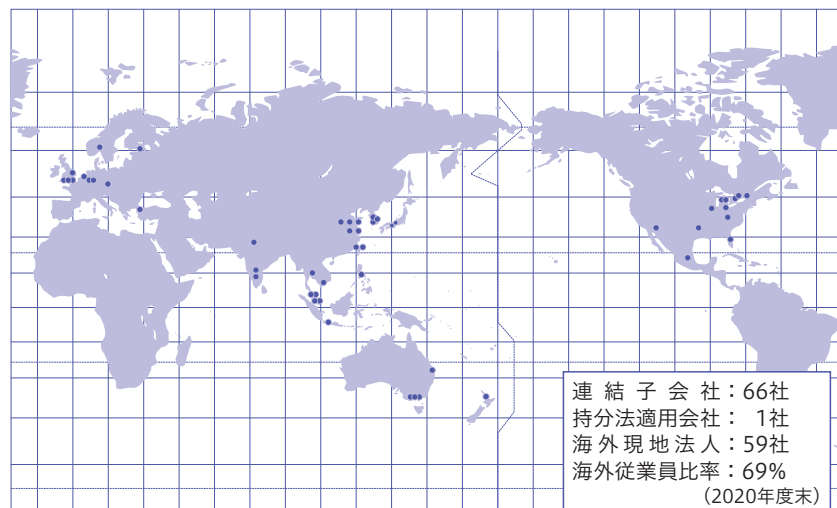 連結子会社：66社
持分法適用会社：　1社
海外現地法人：59社
海外従業員比率：69%
（2020年度末）